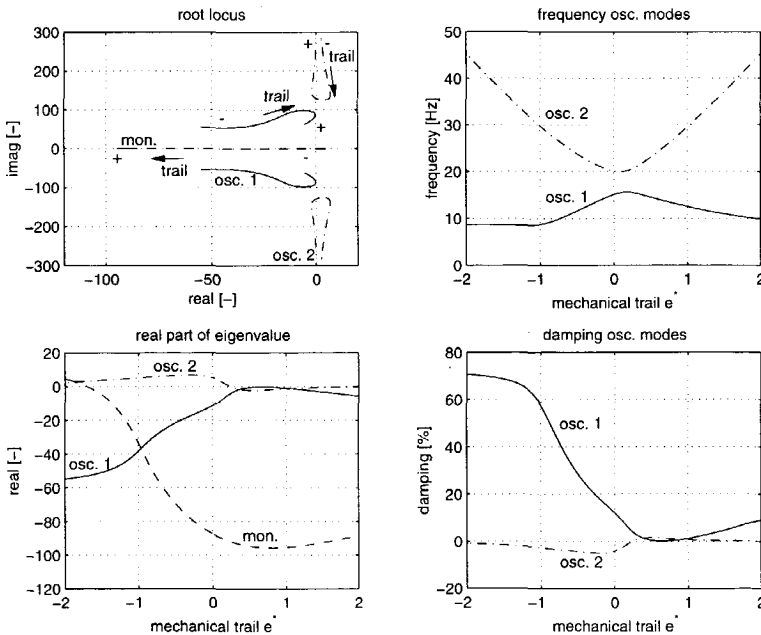 root locus
300
200
100
0
-100
-200
-300
imag [-]
+
-
trail
trail
-
+
mon.
+
trail
-
osc. 1
osc. 2
-100
-50
0
real [-]
frequency osc. modes
50
40
30
20
10
0
frequency [Hz]
osc. 2
osc. 1
-2
-1
0
1
2
mechanical trail e*
real part of eigenvalue
20
0
-20
-40
-60
-80
-100
-120
real [-]
osc. 2
osc. 1
mon.
-2
-1
0
1
2
mechanical trail e*
damping osc. modes
80
60
40
20
0
-20
damping [%]
osc. 1
osc. 2
-2
-1
0
1
2
mechanical trail e*